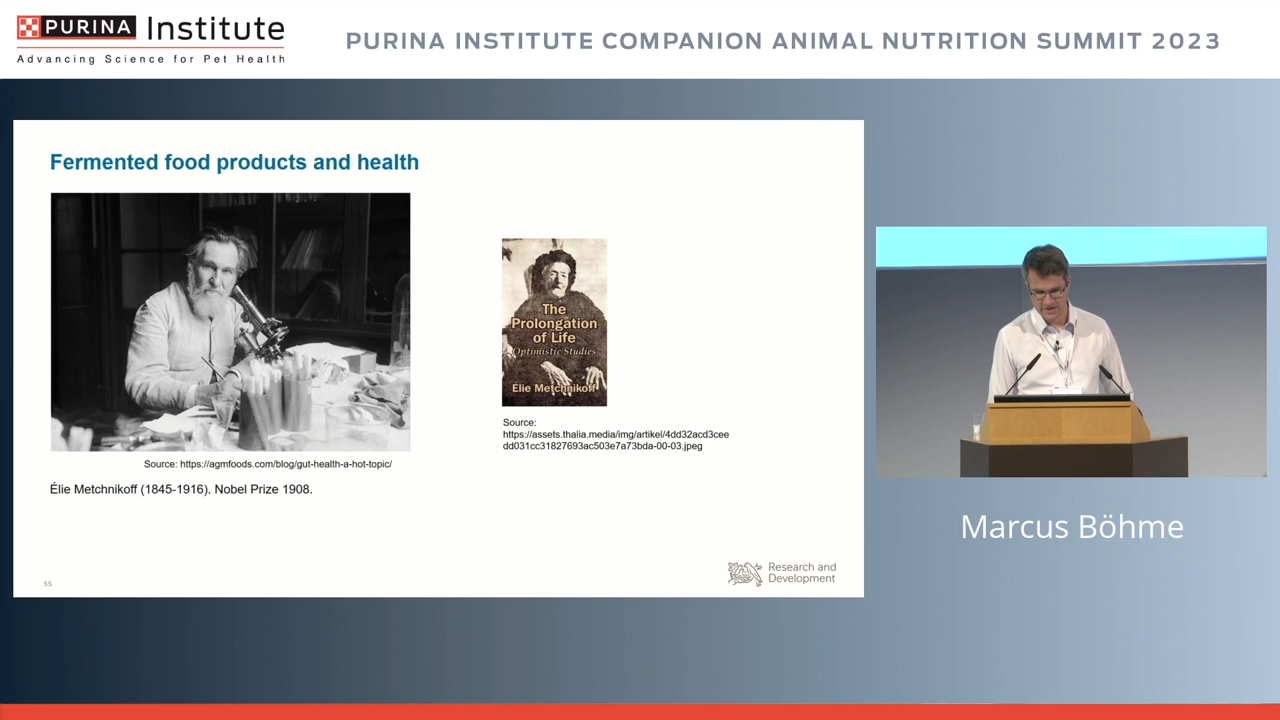 PURINA Institute
Advancing Science for Pet Health
PURINA INSTITUTE COMPANION ANIMAL NUTRITION SUMMIT 2023
Fermented food products and health
The
Prolongation
of Life
Optimistic Studies
Élie Metchnikoff
Source:
https://assets.thalia.media/img/artikel/4dd32acd3cee
dd031cc31827693ac503e7a73bda-00-03.jpeg
Source: https://agmfoods.com/blog/gut-health-a-hot-topic/
Élie Metchnikoff (1845-1916). Nobel Prize 1908.
55
Research and
Development
Marcus Böhme